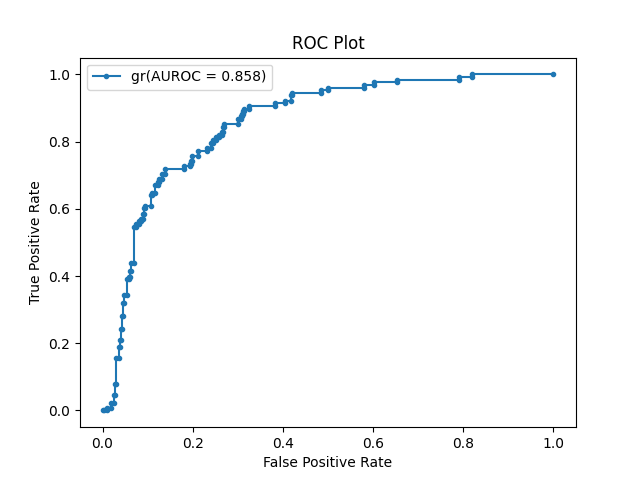 ROC Plot
gr(AUROC = 0.858)
1.0
0.8
0.6
0.4
0.2
0.0
True Positive Rate
0.0 0.2 0.4 0.6 0.8 1.0
False Positive Rate